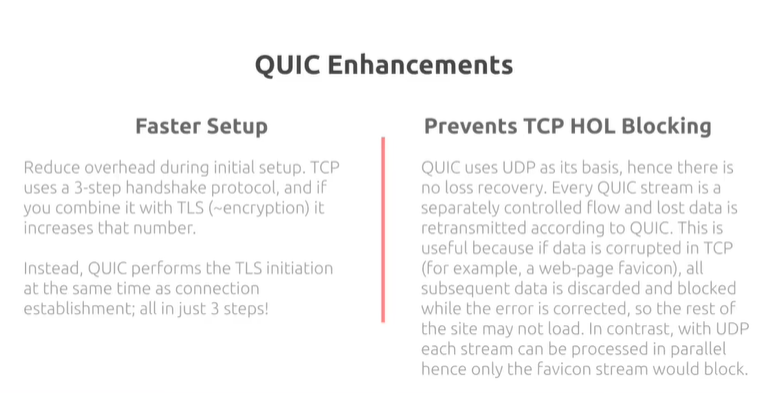 QUIC Enhancements
Faster Setup
Reduce overhead during initial setup. TCP
uses a 3-step handshake protocol, and if
you combine it with TLS (~encryption) it
increases that number.
Instead, QUIC performs the TLS initiation
at the same time as connection
establishment; all in just 3 steps!
Prevents TCP HOL Blocking
QUIC uses UDP as its basis, hence there is
no loss recovery. Every QUIC stream is a
separately controlled flow and lost data is
retransmitted according to QUIC. This is
useful because if data is corrupted in TCP
(for example, a web-page favicon), all
subsequent data is discarded and blocked
while the error is corrected, so the rest of
the site may not load. In contrast, with UDP
each stream can be processed in parallel
hence only the favicon stream would block.